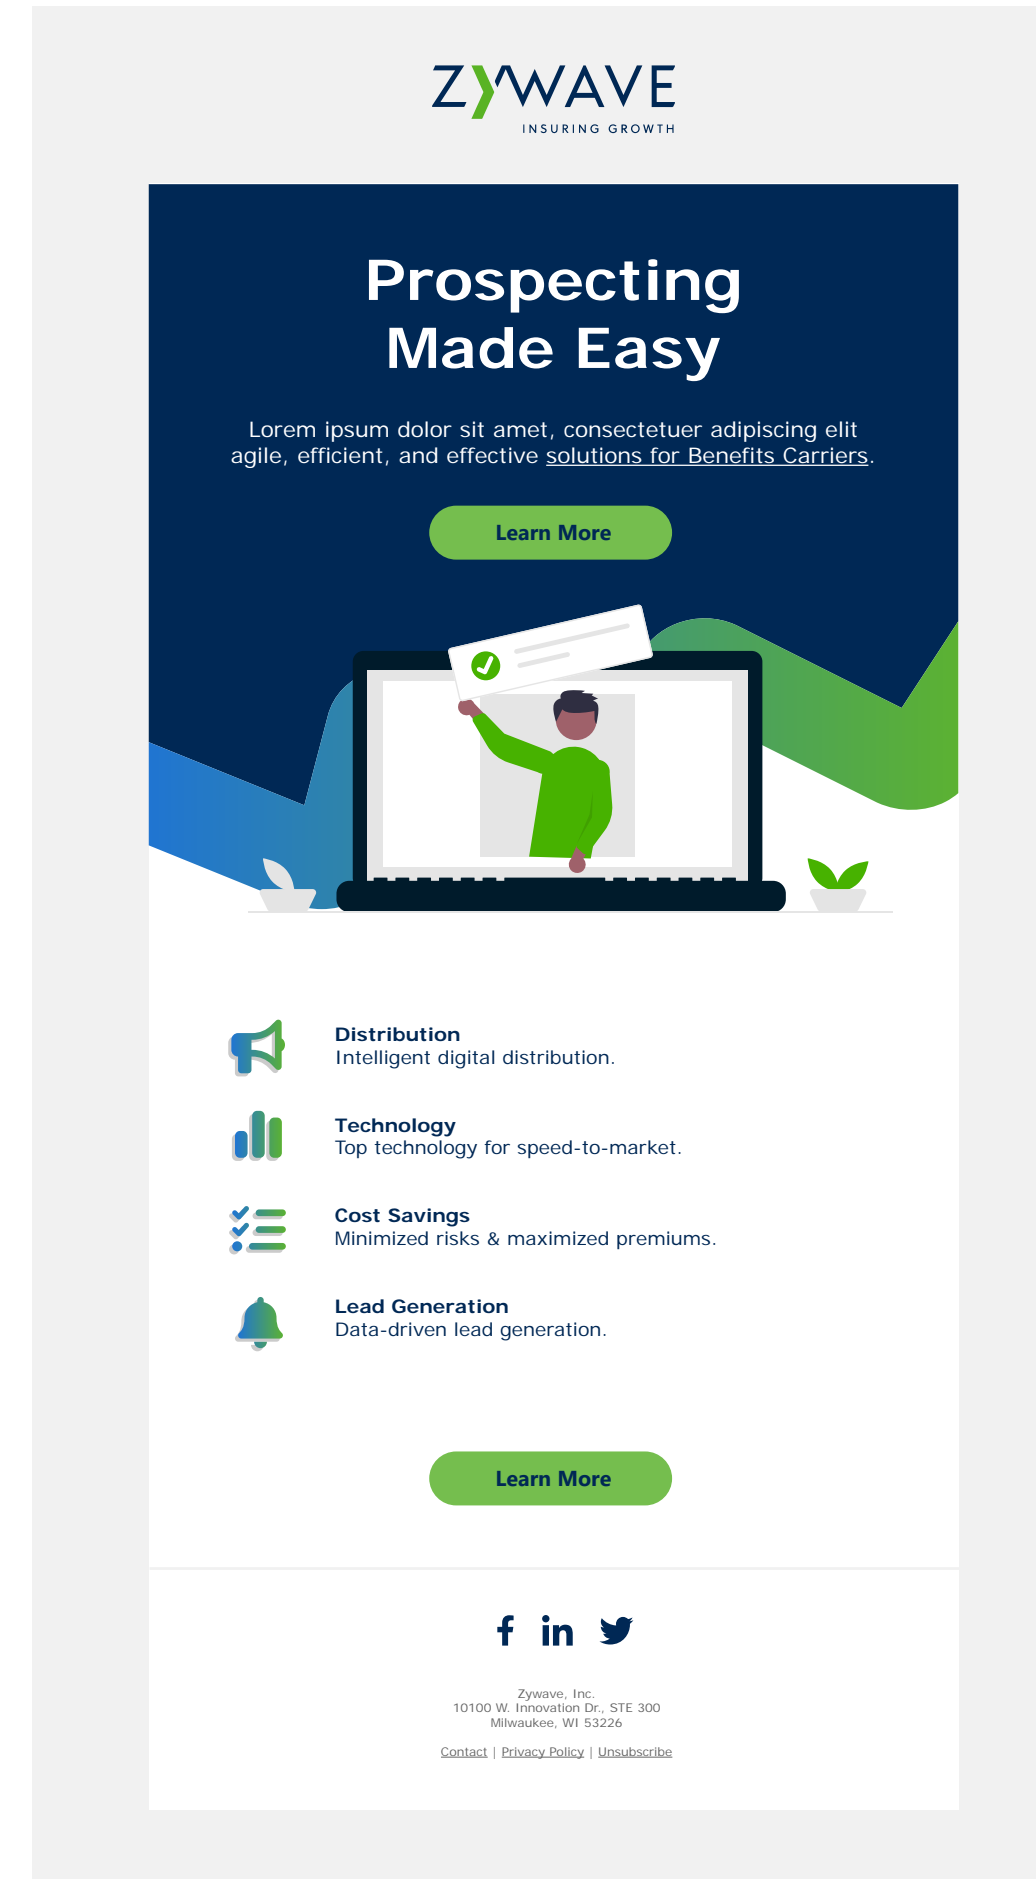 ZYWAVE
INSURING GROWTH
Prospecting
Made Easy
Lorem ipsum dolor sit amet, consectetuer adipiscing elit
agile, efficient, and effective solutions for Benefits Carriers.
Learn More
Distribution
Intelligent digital distribution.
Technology
Top technology for speed-to-market.
Cost Savings
Minimized risks & maximized premiums.
Lead Generation
Data-driven lead generation.
Learn More
Zywave, Inc.
10100 W. Innovation Dr., STE 300
Milwaukee, WI 53226
Contact | Privacy Policy | Unsubscribe